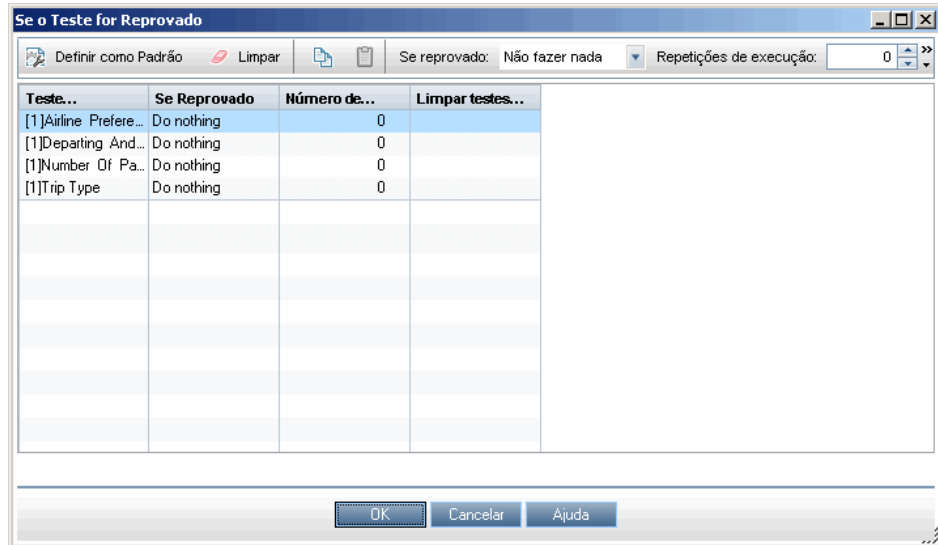 Se o Teste for Reprovado
Definir como Padrão Limpar Se reprovado: Não fazer nada Repetições de execução: 0
Teste... Se Reprovado Número de... Limpar testes...
[1]Airline Prefere... Do nothing 0
[1]Departing And... Do nothing 0
[1]Number Of Pa... Do nothing 0
[1]Trip Type Do nothing 0
OK Cancelar Ajuda